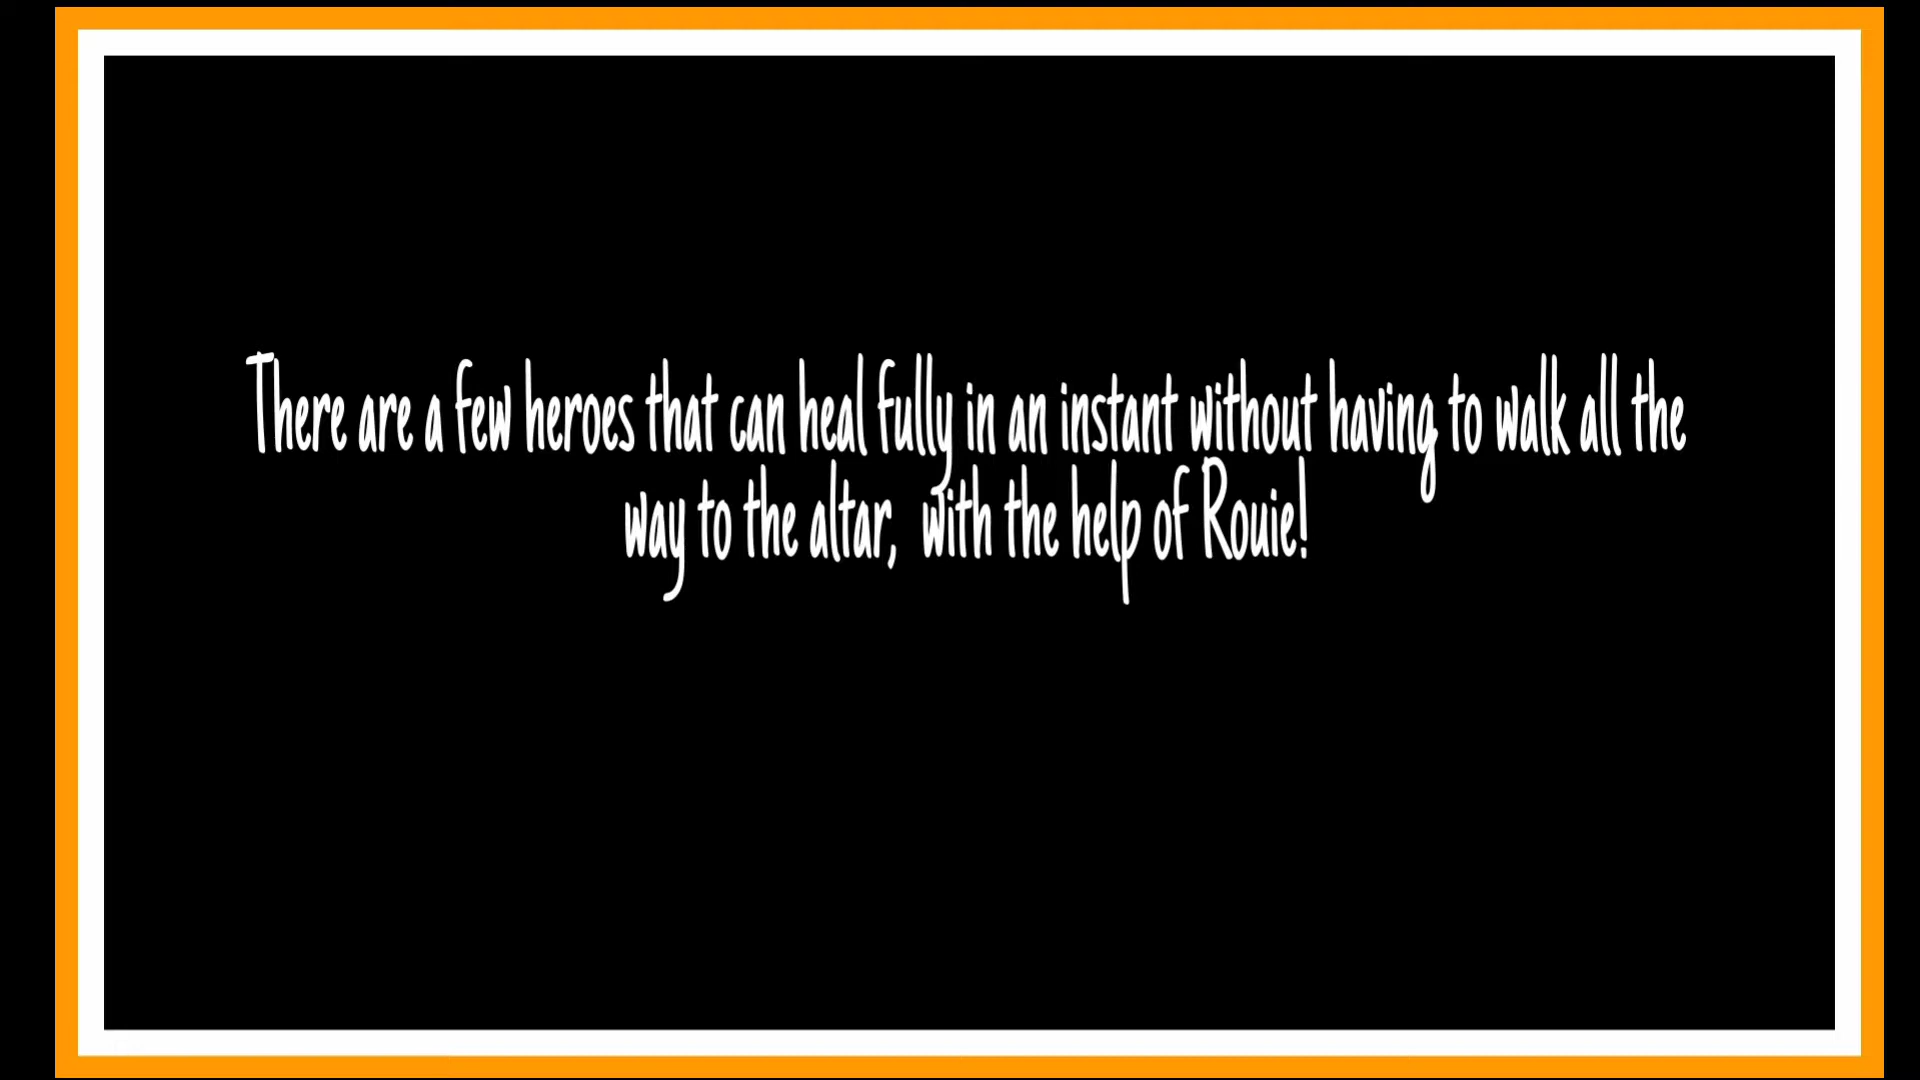 There are a few heroes that can heal fully in an instant without having to walk all the
way to the altar,  with the help of Rouie!